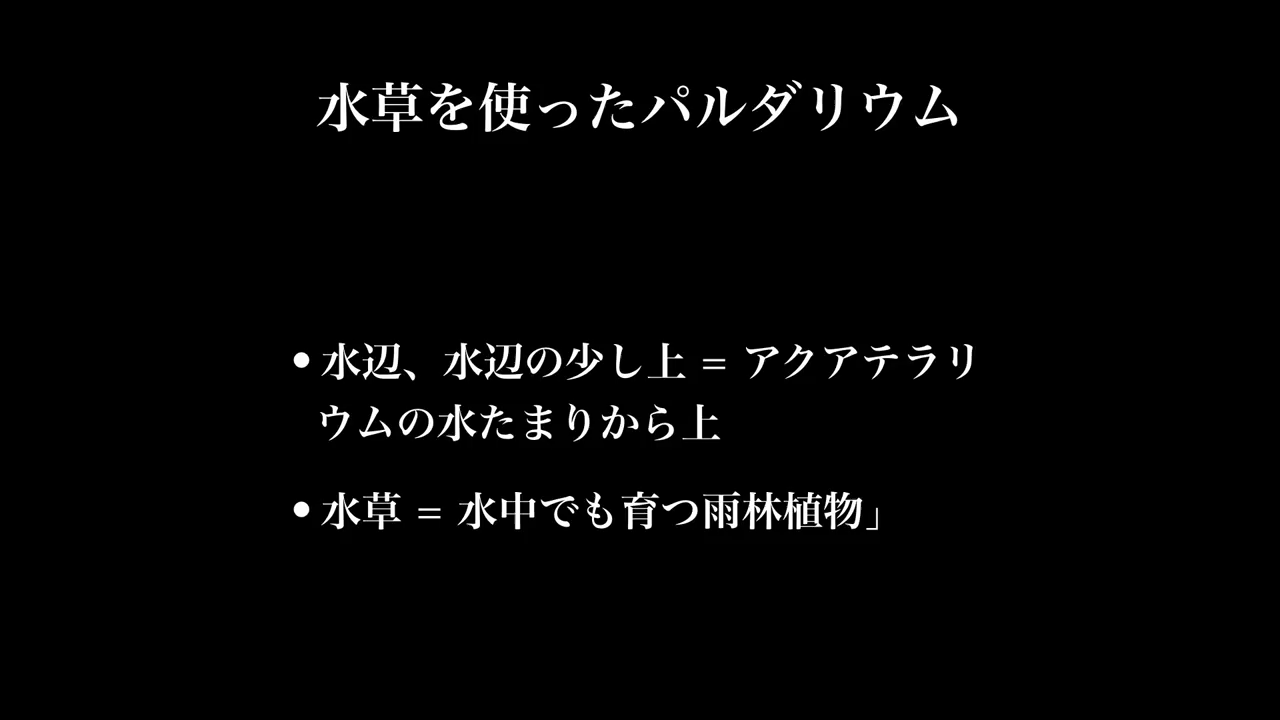 水草を使ったパルダリウム
• 水辺、水辺の少し上 = アクアテラリ
ウムの水たまりから上
• 水草 = 水中でも育つ雨林植物」